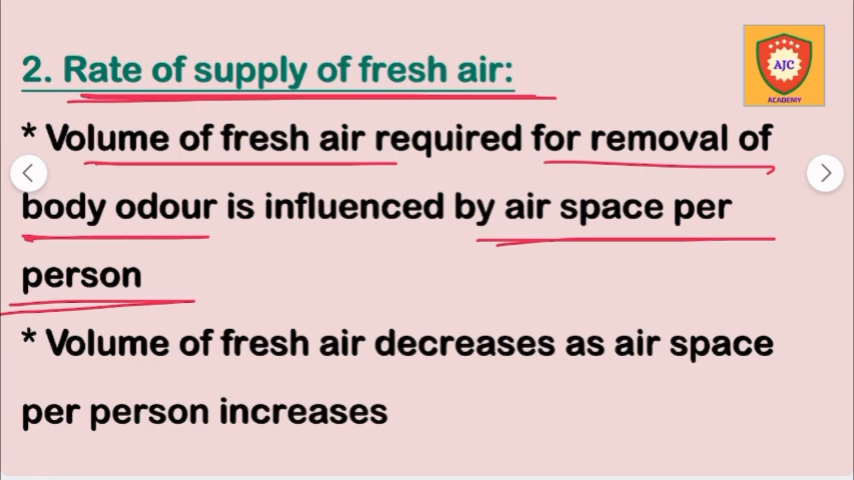 2. Rate of supply of fresh air:
AJC
ACADEMY
* Volume of fresh air required for removal of
body odour is influenced by air space per
person
* Volume of fresh air decreases as air space
per person increases